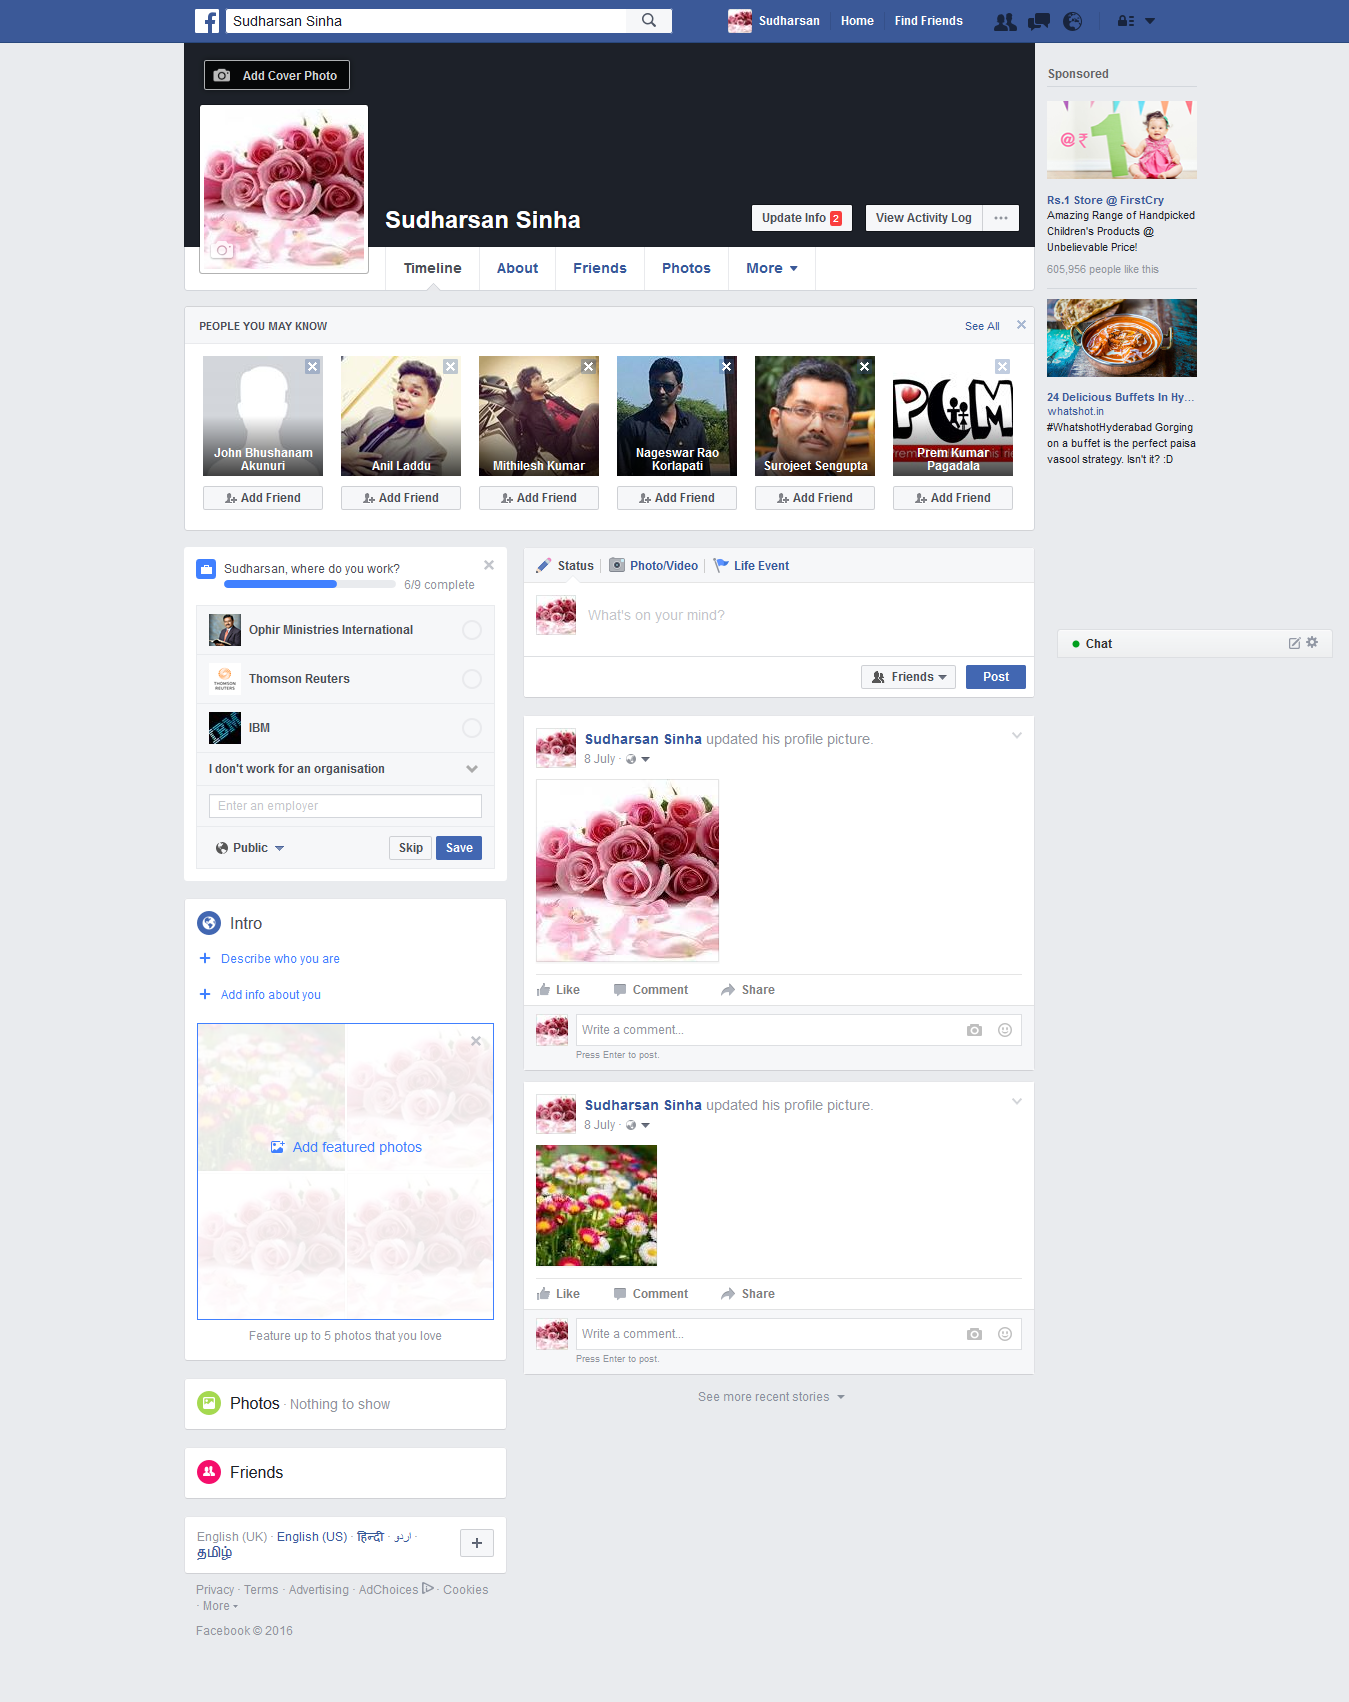 Sudharsan Sinha
Sudharsan
Home
Find Friends
Add Cover Photo
Sudharsan Sinha
Update Info 2
View Activity Log
Timeline
About
Friends
Photos
More
Sponsored
@₹1
Rs.1 Store @ FirstCry
Amazing Range of Handpicked
Children's Products @
Unbelievable Price!
605,956 people like this
24 Delicious Buffets In Hy...
whatshot.in
#WhatshotHyderabad Gorging
on a buffet is the perfect paisa
vasool strategy. Isn't it? :D
PEOPLE YOU MAY KNOW
See All
John Bhushanam
Akunuri
Anil Laddu
Mithilesh Kumar
Nageswar Rao
Korlapati
Surojeet Sengupta
Prem Kumar
Pagadala
Add Friend
Add Friend
Add Friend
Add Friend
Add Friend
Add Friend
Sudharsan, where do you work?
6/9 complete
Ophir Ministries International
THOMSON
REUTERS
Thomson Reuters
IBM
IBM
I don't work for an organisation
Enter an employer
Public
Skip
Save
Intro
Describe who you are
Add info about you
Add featured photos
Feature up to 5 photos that you love
Photos · Nothing to show
Friends
English (UK) · English (US) · हिन्दी · اردو ·
தமிழ்
Privacy · Terms · Advertising · AdChoices · Cookies
· More
Facebook © 2016
Status
Photo/Video
Life Event
What's on your mind?
Friends
Post
Sudharsan Sinha updated his profile picture.
8 July ·
Like
Comment
Share
Write a comment...
Press Enter to post.
Sudharsan Sinha updated his profile picture.
8 July ·
Like
Comment
Share
Write a comment...
Press Enter to post.
See more recent stories
Chat